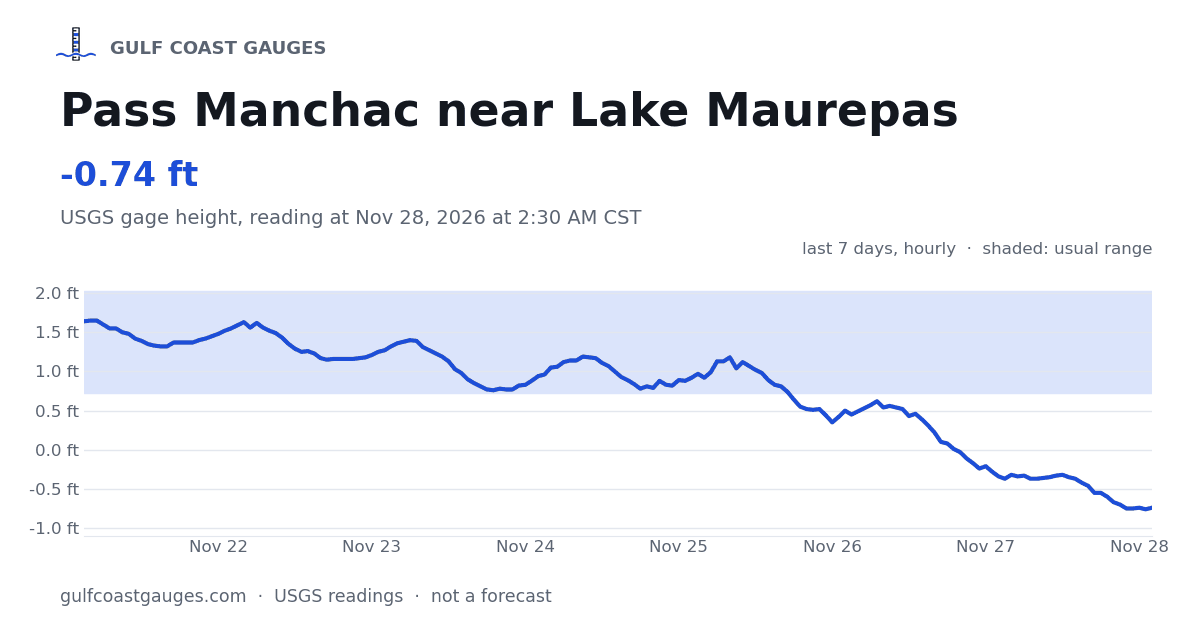 GULF COAST GAUGES
Pass Manchac near Lake Maurepas
-0.74 ft
USGS gage height, reading at Nov 28, 2026 at 2:30 AM CST
last 7 days, hourly · shaded: usual range
2.0 ft
1.5 ft
1.0 ft
0.5 ft
0.0 ft
-0.5 ft
-1.0 ft
Nov 22 Nov 23 Nov 24 Nov 25 Nov 26 Nov 27 Nov 28
gulfcoastgauges.com · USGS readings · not a forecast